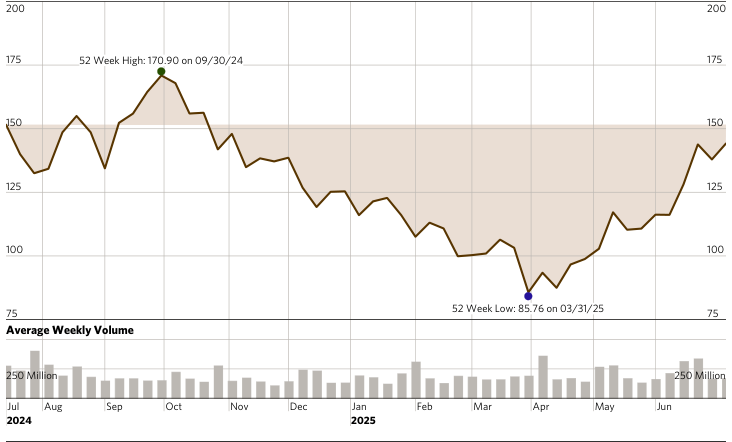 200 200
52 Week High: 170.90 on 09/30/24
175 175
150 150
125 125
100 100
52 Week Low: 85.76 on 03/31/25
75 75
Average Weekly Volume
250 Million 250 Million
Jul Aug Sep Oct Nov Dec Jan Feb Mar Apr May Jun
2024 2025